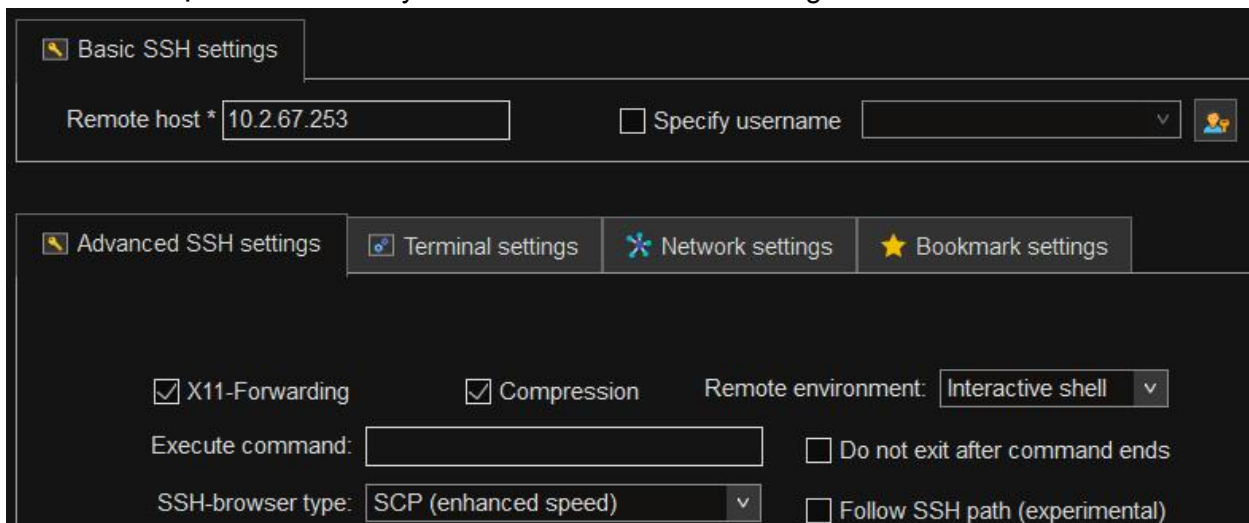 Basic SSH settings
Remote host * 10.2.67.253 Specify username
Advanced SSH settings Terminal settings Network settings Bookmark settings
X11-Forwarding Compression Remote environment: Interactive shell
Execute command: Do not exit after command ends
SSH-browser type: SCP (enhanced speed) Follow SSH path (experimental)